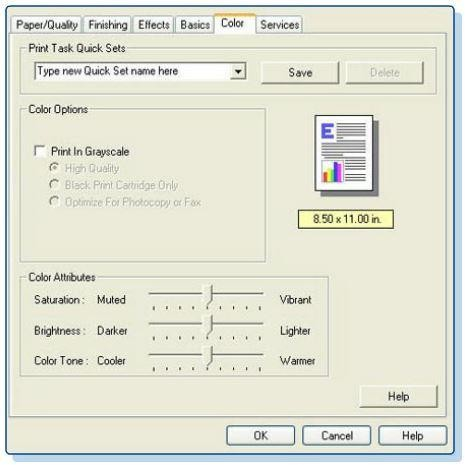 Paper/Quality Finishing Effects Basics Color Services
Print Task Quick Sets
Type new Quick Set name here Save Delete
Color Options
Print In Grayscale
High Quality
Black Print Cartridge Only
Optimize For Photocopy or Fax
E
8.50 x 11.00 in.
Color Attributes
Saturation : Muted Vibrant
Brightness : Darker Lighter
Color Tone : Cooler Warmer
Help
OK Cancel Help